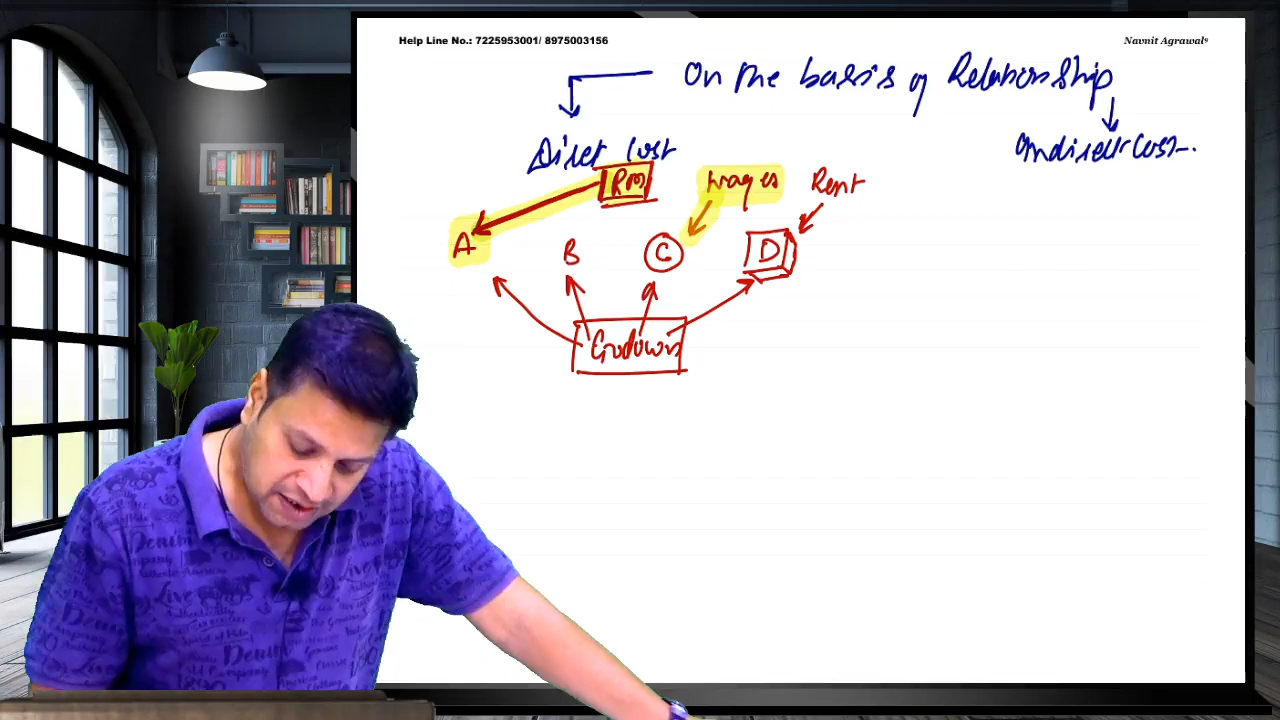 Help Line No.: 7225953001/ 8975003156
Navnit Agrawal
On the basis of Relationship
Direct Cost
Indirect Cost
RM
wages
Rent
A
B
C
D
Godown